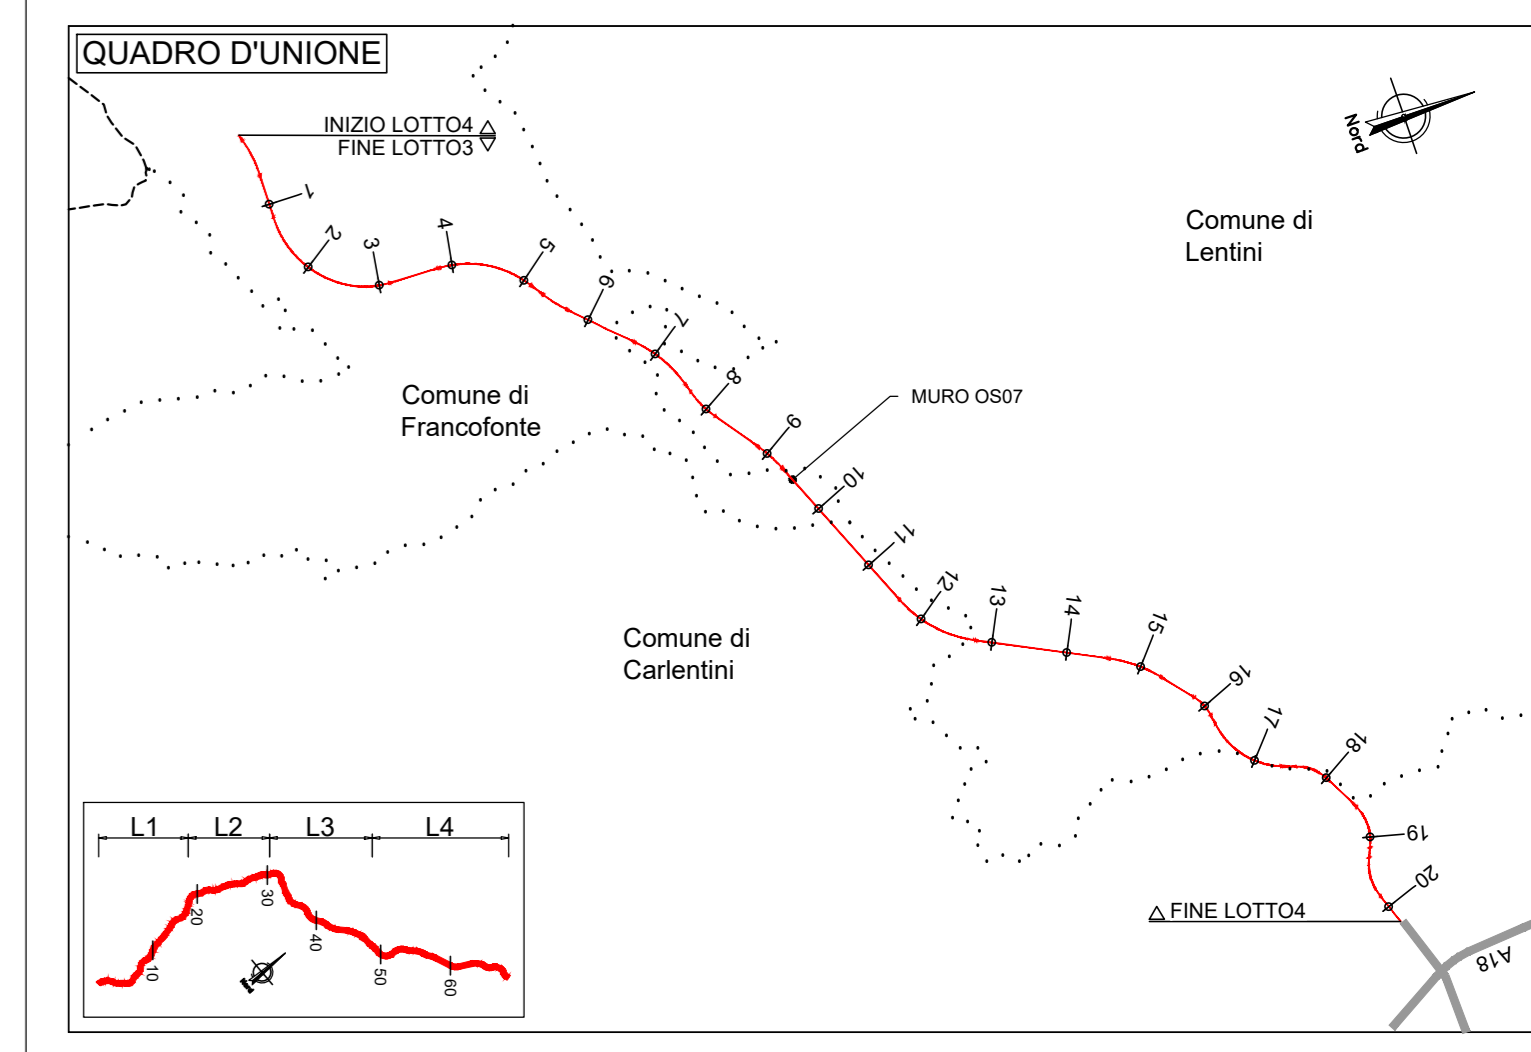 QUADRO D'UNIONE
INIZIO LOTTO4
FINE LOTTO3
Nord
1
2
3
4
5
6
7
8
9
10
11
12
13
14
15
16
17
18
19
20
Comune di
Lentini
Comune di
Francofonte
MURO OS07
Comune di
Carlentini
FINE LOTTO4
A18
L1 L2 L3 L4
10
20
30
40
50
60